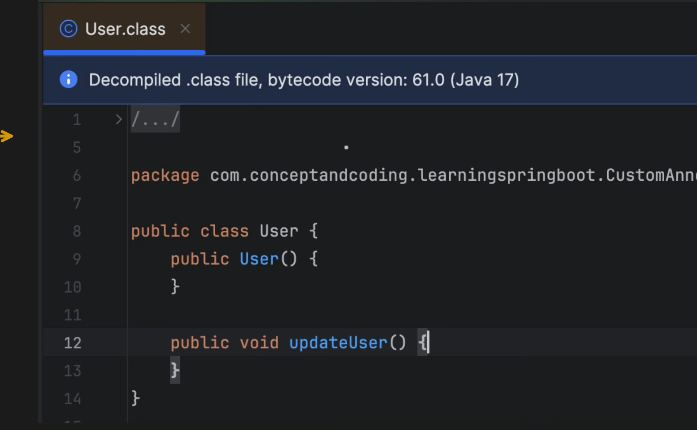 User.class
Decompiled .class file, bytecode version: 61.0 (Java 17)
1 /.../
5
6 package com.conceptandcoding.learningspringboot.CustomAnno
7
8 public class User {
9 public User() {
10 }
11
12 public void updateUser() {
13 }
14 }